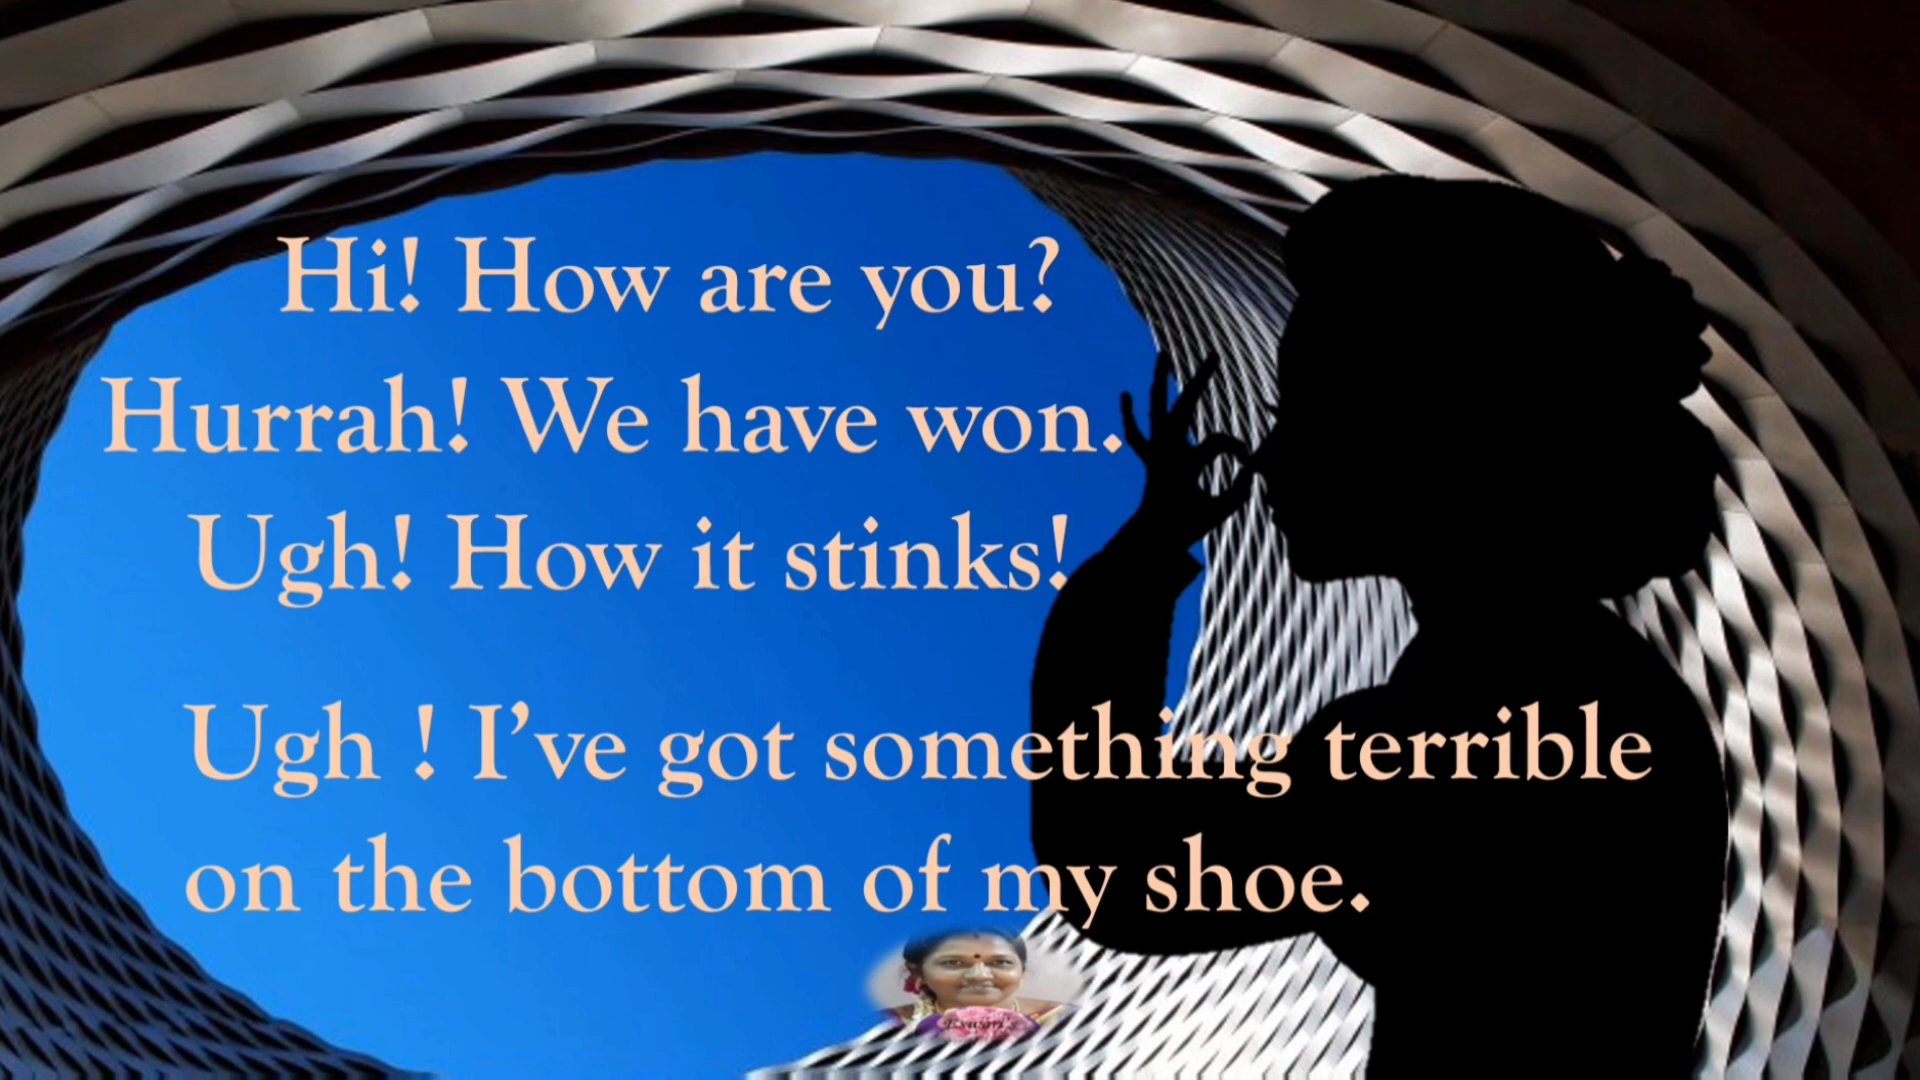 Hi! How are you?
Hurrah! We have won.
Ugh! How it stinks!
Ugh ! I’ve got something terrible
on the bottom of my shoe.